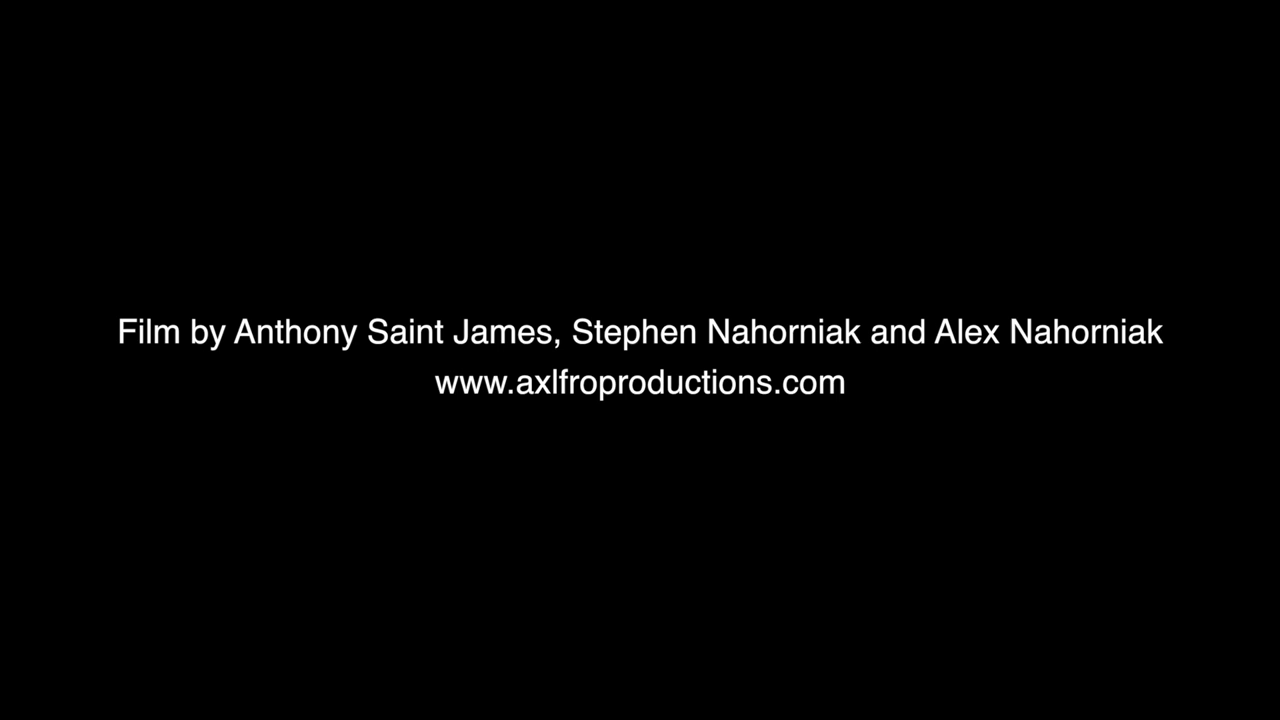 Film by Anthony Saint James, Stephen Nahorniak and Alex Nahorniak
www.axlfroproductions.com